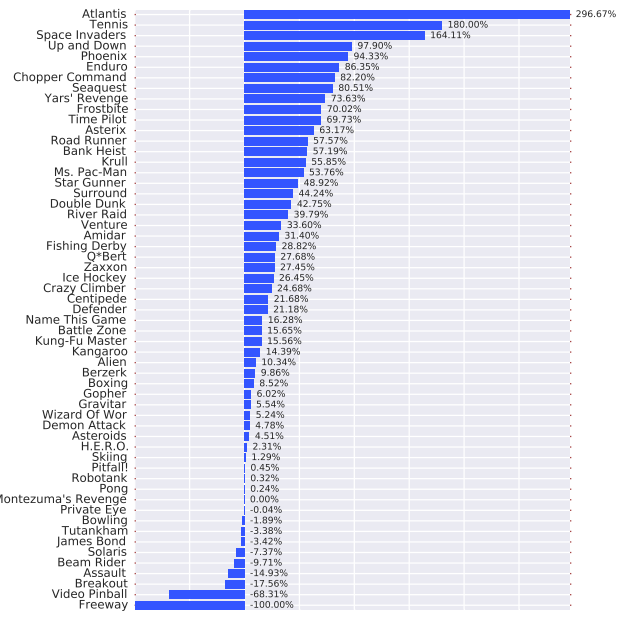 Atlantis 296.67%
Tennis 180.00%
Space Invaders 164.11%
Up and Down 97.90%
Phoenix 94.33%
Enduro 86.35%
Chopper Command 82.20%
Seaquest 80.51%
Yars' Revenge 73.63%
Frostbite 70.02%
Time Pilot 69.73%
Asterix 63.17%
Road Runner 57.57%
Bank Heist 57.19%
Krull 55.85%
Ms. Pac-Man 53.76%
Star Gunner 48.92%
Surround 44.24%
Double Dunk 42.75%
River Raid 39.79%
Venture 33.60%
Amidar 31.40%
Fishing Derby 28.82%
Q*Bert 27.68%
Zaxxon 27.45%
Ice Hockey 26.45%
Crazy Climber 24.68%
Centipede 21.68%
Defender 21.18%
Name This Game 16.28%
Battle Zone 15.65%
Kung-Fu Master 15.56%
Kangaroo 14.39%
Alien 10.34%
Berzerk 9.86%
Boxing 8.52%
Gopher 6.02%
Gravitar 5.54%
Wizard Of Wor 5.24%
Demon Attack 4.78%
Asteroids 4.51%
H.E.R.O. 2.31%
Skiing 1.29%
Pitfall! 0.45%
Robotank 0.32%
Pong 0.24%
Montezuma's Revenge 0.00%
Private Eye -0.04%
Bowling -1.89%
Tutankham -3.38%
James Bond -3.42%
Solaris -7.37%
Beam Rider -9.71%
Assault -14.93%
Breakout -17.56%
Video Pinball -68.31%
Freeway -100.00%